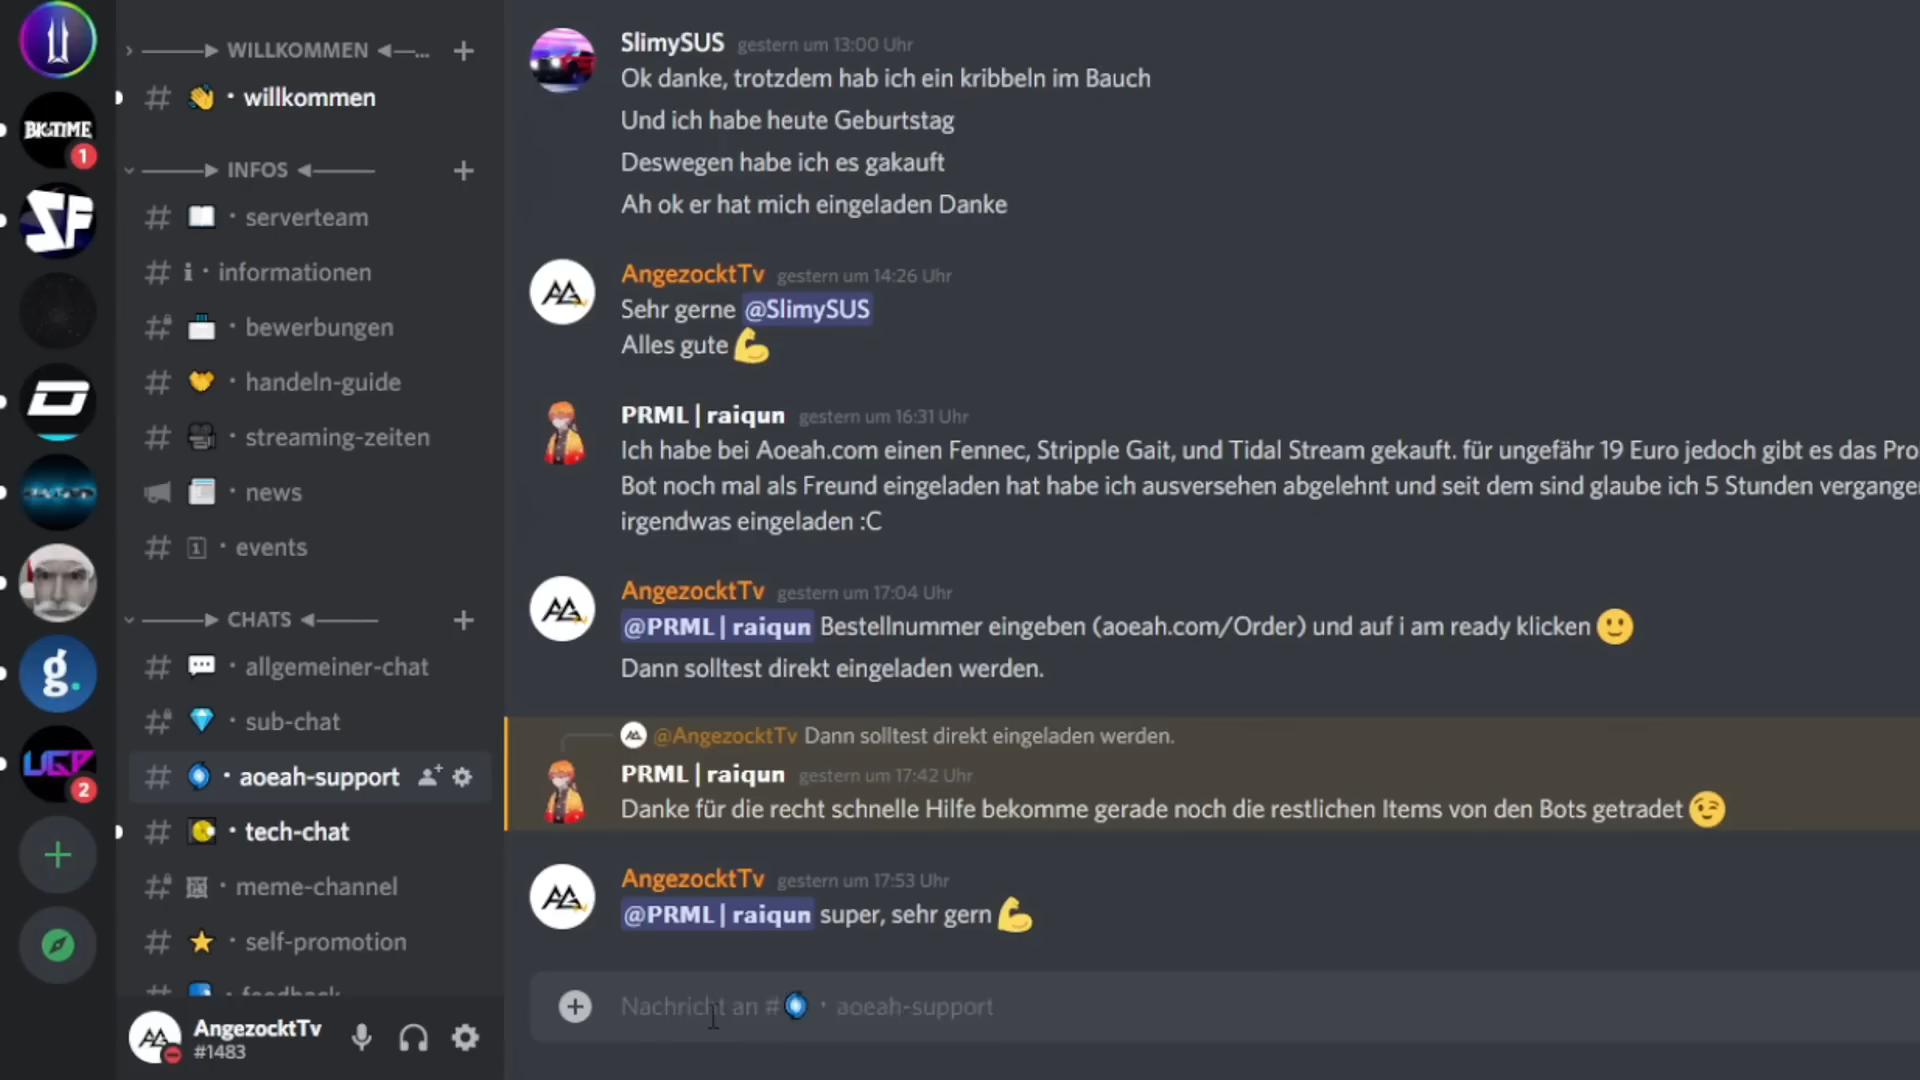 WILLKOMMEN
willkommen
INFOS
serverteam
informationen
bewerbungen
handeln-guide
streaming-zeiten
news
events
CHATS
allgemeiner-chat
sub-chat
aoeah-support
tech-chat
meme-channel
self-promotion
feedback
AngezocktTv
#1483
BIGTIME
1
SF
g.
UGP
2
SlimySUS gestern um 13:00 Uhr
Ok danke, trotzdem hab ich ein kribbeln im Bauch
Und ich habe heute Geburtstag
Deswegen habe ich es gakauft
Ah ok er hat mich eingeladen Danke
AngezocktTv gestern um 14:26 Uhr
Sehr gerne @SlimySUS
Alles gute 💪
PRML | raiqun gestern um 16:31 Uhr
Ich habe bei Aoeah.com einen Fennec, Stripple Gait, und Tidal Stream gekauft. für ungefähr 19 Euro jedoch gibt es das Pro
Bot noch mal als Freund eingeladen hat habe ich ausversehen abgelehnt und seit dem sind glaube ich 5 Stunden vergangen
irgendwas eingeladen :C
AngezocktTv gestern um 17:04 Uhr
@PRML | raiqun Bestellnummer eingeben (aoeah.com/Order) und auf i am ready klicken 🙂
Dann solltest direkt eingeladen werden.
@AngezocktTv Dann solltest direkt eingeladen werden.
PRML | raiqun gestern um 17:42 Uhr
Danke für die recht schnelle Hilfe bekomme gerade noch die restlichen Items von den Bots getradet 😉
AngezocktTv gestern um 17:53 Uhr
@PRML | raiqun super, sehr gern 💪
Nachricht an # · aoeah-support